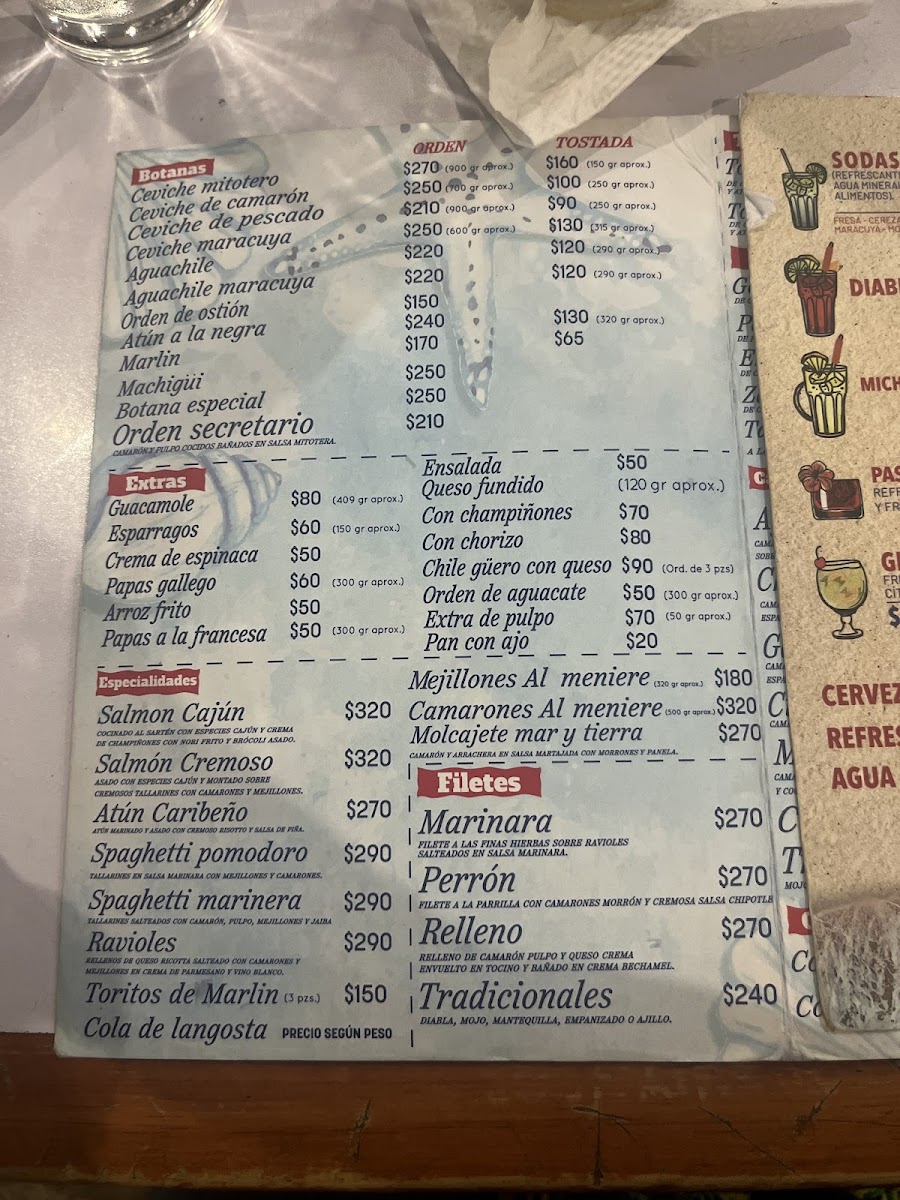 Botanas
ORDEN
TOSTADA
Ceviche mitotero $270 (900 gr aprox.) $160 (150 gr aprox.)
Ceviche de camarón $250 (700 gr aprox.) $100 (250 gr aprox.)
Ceviche de pescado $210 (900 gr aprox.) $90 (250 gr aprox.)
Ceviche maracuya $250 (600 gr aprox.) $130 (315 gr aprox.)
Aguachile $220 $120 (290 gr aprox.)
Aguachile maracuya $220 $120 (290 gr aprox.)
Orden de ostión $150
Atún a la negra $240 $130 (320 gr aprox.)
Marlin $170 $65
Machigüi $250
Botana especial $250
Orden secretario $210
CAMARÓN Y PULPO COCIDOS BAÑADOS EN SALSA MITOTERA.
Extras
Guacamole $80 (409 gr aprox.)
Esparragos $60 (150 gr aprox.)
Crema de espinaca $50
Papas gallego $60 (300 gr aprox.)
Arroz frito $50
Papas a la francesa $50 (300 gr aprox.)
Ensalada $50
Queso fundido (120 gr aprox.)
Con champiñones $70
Con chorizo $80
Chile güero con queso $90 (Ord. de 3 pzs)
Orden de aguacate $50 (300 gr aprox.)
Extra de pulpo $70 (50 gr aprox.)
Pan con ajo $20
Especialidades
Salmon Cajún $320
COCINADO AL SARTÉN CON ESPECIES CAJÚN Y CREMA
DE CHAMPIÑONES CON NORI FRITO Y BRÓCOLI ASADO.
Salmón Cremoso $320
ASADO CON ESPECIES CAJÚN Y MONTADO SOBRE
CREMOSOS TALLARINES CON CAMARONES Y MEJILLONES.
Atún Caribeño $270
ATÚN MARINADO Y ASADO CON CREMOSO RISOTTO Y SALSA DE PIÑA.
Spaghetti pomodoro $290
TALLARINES EN SALSA MARINARA CON MEJILLONES Y CAMARONES.
Spaghetti marinera $290
TALLARINES SALTEADOS CON CAMARÓN, PULPO, MEJILLONES Y JAIBA
Ravioles $290
RELLENOS DE QUESO RICOTTA SALTEADO CON CAMARONES Y
MEJILLONES EN CREMA DE PARMESANO Y VINO BLANCO.
Toritos de Marlin (3 pzs.) $150
Cola de langosta PRECIO SEGÚN PESO
Mejillones Al meniere (320 gr aprox.) $180
Camarones Al meniere (500 gr aprox.) $320
Molcajete mar y tierra $270
CAMARÓN Y ARRACHERA EN SALSA MARTAJADA CON MORRONES Y PANELA.
Filetes
Marinara $270
FILETE A LAS FINAS HIERBAS SOBRE RAVIOLES
SALTEADOS EN SALSA MARINARA.
Perrón $270
FILETE A LA PARRILLA CON CAMARONES MORRÓN Y CREMOSA SALSA CHIPOTLE
Relleno $270
RELLENO DE CAMARÓN PULPO Y QUESO CREMA
ENVUELTO EN TOCINO Y BAÑADO EN CREMA BECHAMEL.
Tradicionales $240
DIABLA, MOJO, MANTEQUILLA, EMPANIZADO O AJILLO.
SODAS
(REFRESCANT
AGUA MINERAL
ALIMENTOS).
FRESA - CEREZA
MARACUYA - MO
DIAB
MICH
PAS
REFR
Y FR
G
FR
CÍT
$
CERVEZ
REFRES
AGUA